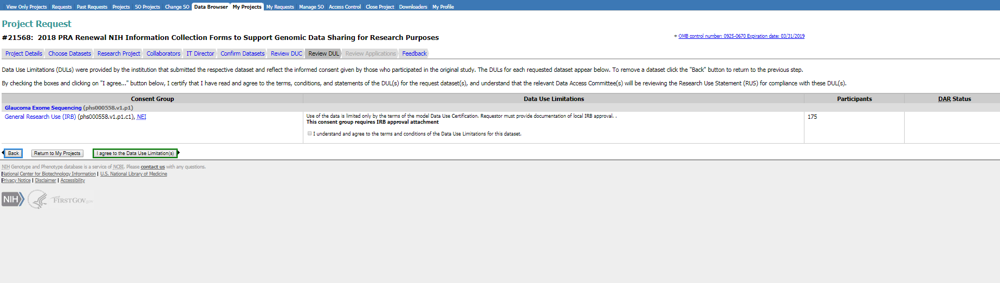 View Only Projects Requests Past Requests Projects SO Projects Change SO Data Browser My Projects My Requests Manage SO Access Control Close Project Downloaders My Profile
Project Request
#21568: 2018 PRA Renewal NIH Information Collection Forms to Support Genomic Data Sharing for Research Purposes
+ OMB control number: 0925-0670 Expiration date: 03/31/2019
Project Details Choose Datasets Research Project Collaborators IT Director Confirm Datasets Review DUC Review DUL Review Applications Feedback
Data Use Limitations (DULs) were provided by the institution that submitted the respective dataset and reflect the informed consent given by those who participated in the original study. The DULs for each requested dataset appear below. To remove a dataset click the "Back" button to return to the previous step.
By checking the boxes and clicking on "I agree..." button below, I certify that I have read and agree to the terms, conditions, and statements of the DUL(s) for the request dataset(s), and understand that the relevant Data Access Committee(s) will be reviewing the Research Use Statement (RUS) for compliance with these DUL(s).
Consent Group Data Use Limitations Participants DAR Status
Glaucoma Exome Sequencing (phs000558.v1.p1)
General Research Use (IRB) (phs000558.v1.p1.c1), NEI
Use of the data is limited only by the terms of the model Data Use Certification. Requestor must provide documentation of local IRB approval. .
This consent group requires IRB approval attachment
I understand and agree to the terms and conditions of the Data Use Limitations for this dataset.
175
Back Return to My Projects I agree to the Data Use Limitation(s)
NIH Genotype and Phenotype database is a service of NCBI. Please contact us with any questions.
National Center for Biotechnology Information | U.S. National Library of Medicine
Privacy Notice | Disclaimer | Accessibility
NIH FIRSTGOV.gov